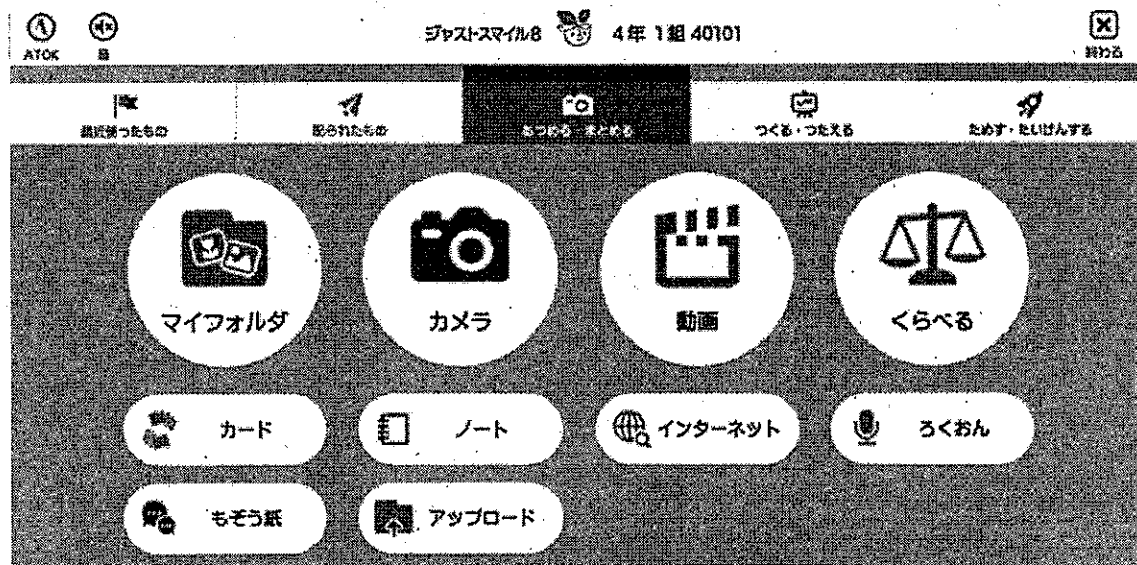 ジャストスマイル8 4年 1組 40101
ATOK
音
終わる
最近使ったもの
配られたもの
あつめる・まとめる
つくる・つたえる
ためす・たいけんする
マイフォルダ
カメラ
動画
くらべる
カード
ノート
インターネット
ろくおん
もぞう紙
アップロード